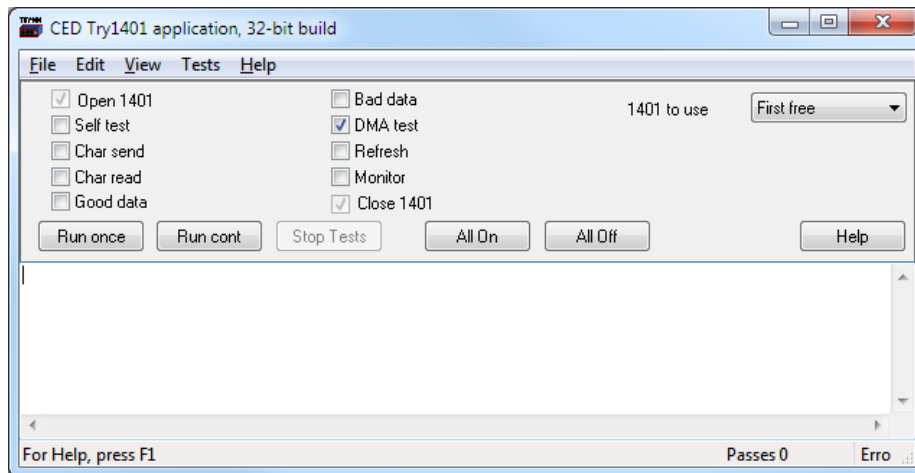 CED Try1401 application, 32-bit build
File Edit View Tests Help
Open 1401 Bad data 1401 to use First free
Self test DMA test
Char send Refresh
Char read Monitor
Good data Close 1401
Run once Run cont Stop Tests All On All Off Help
For Help, press F1 Passes 0 Erro